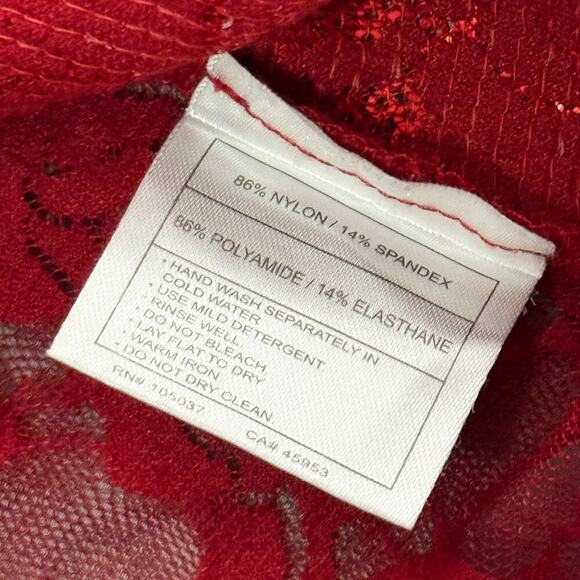 86% NYLON / 14% SPANDEX
86% POLYAMIDE / 14% ELASTHANE
· HAND WASH SEPARATELY IN
COLD WATER
· USE MILD DETERGENT
· RINSE WELL
· DO NOT BLEACH
· LAY FLAT TO DRY
· WARM IRON
· DO NOT DRY CLEAN
RN# 105037 CA# 45953